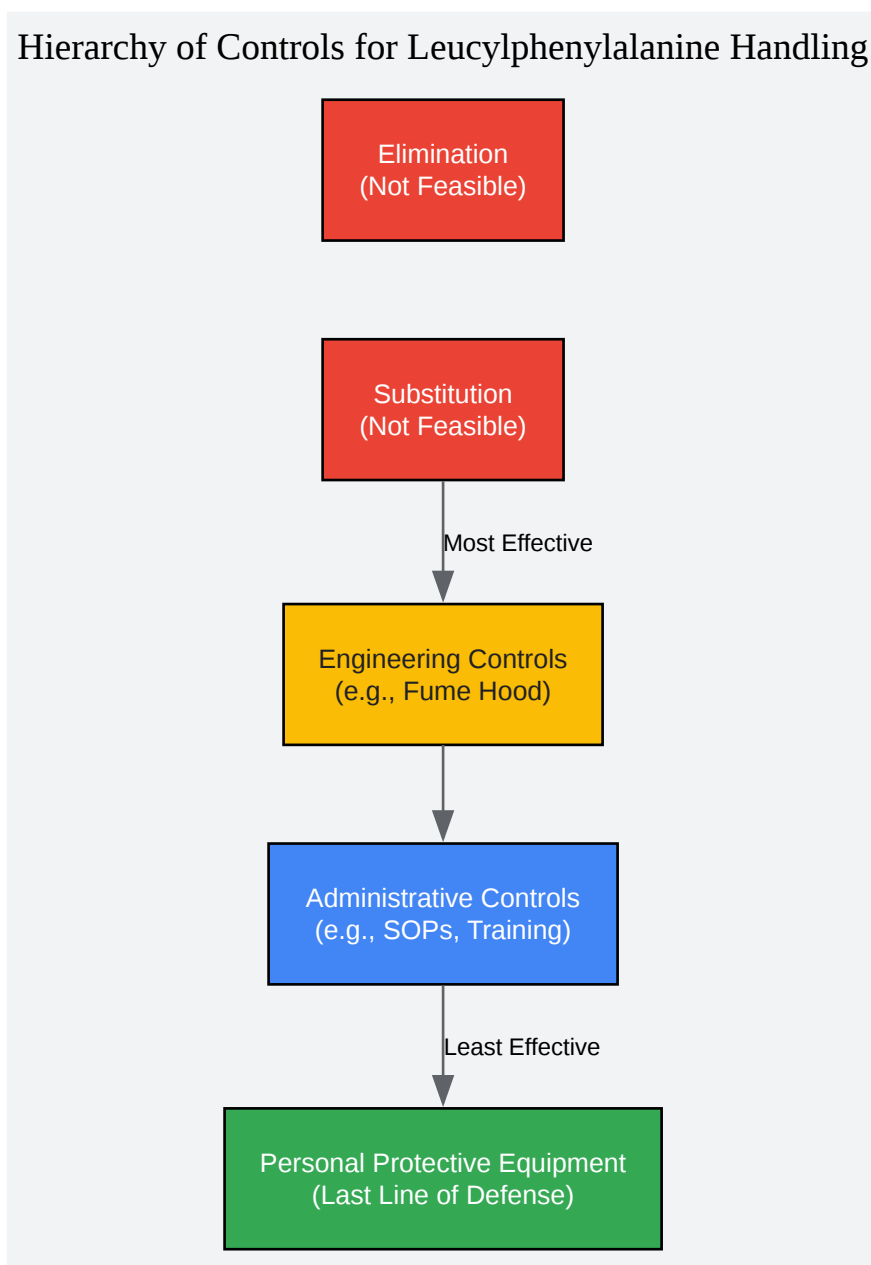 Hierarchy of Controls for Leucylphenylalanine Handling
Elimination
(Not Feasible)
Substitution
(Not Feasible)
Most Effective
Engineering Controls
(e.g., Fume Hood)
Administrative Controls
(e.g., SOPs, Training)
Least Effective
Personal Protective Equipment
(Last Line of Defense)